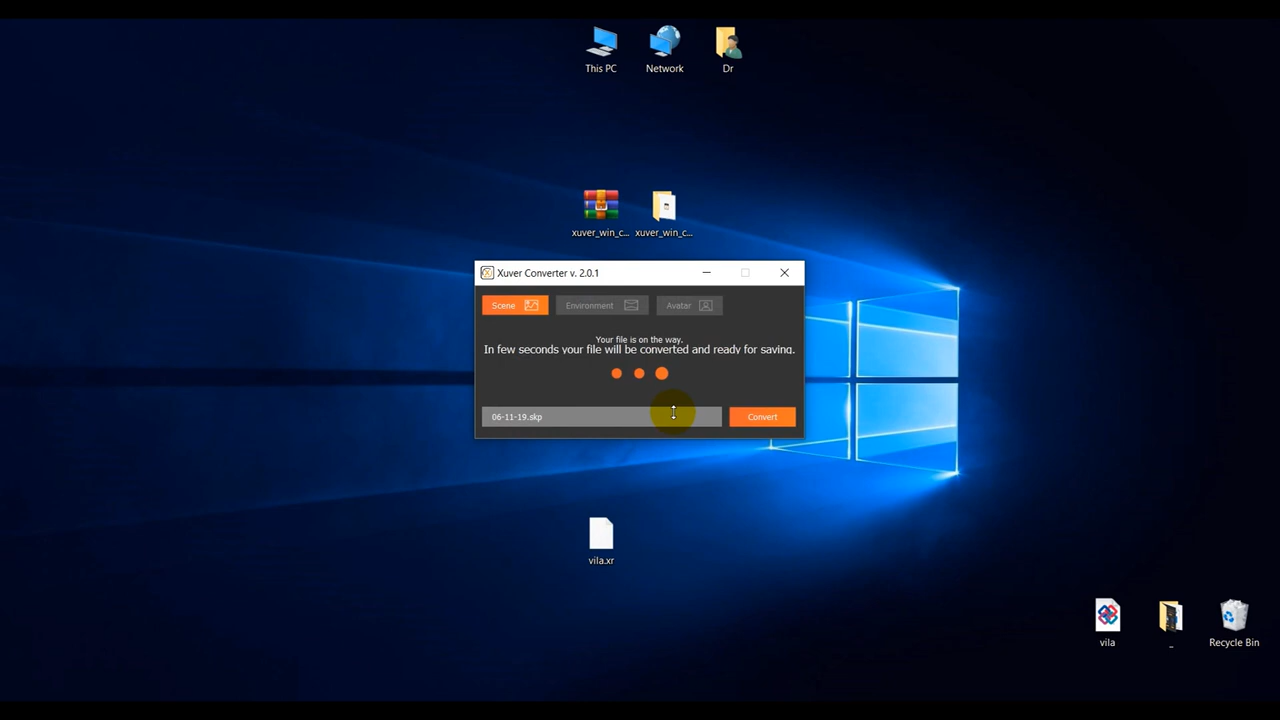 This PC
Network
Dr
xuver_win_c...
xuver_win_c...
Xuver Converter v. 2.0.1
Scene
Environment
Avatar
Your file is on the way.
In few seconds your file will be converted and ready for saving.
06-11-19.skp
Convert
vila.xr
vila
_
Recycle Bin